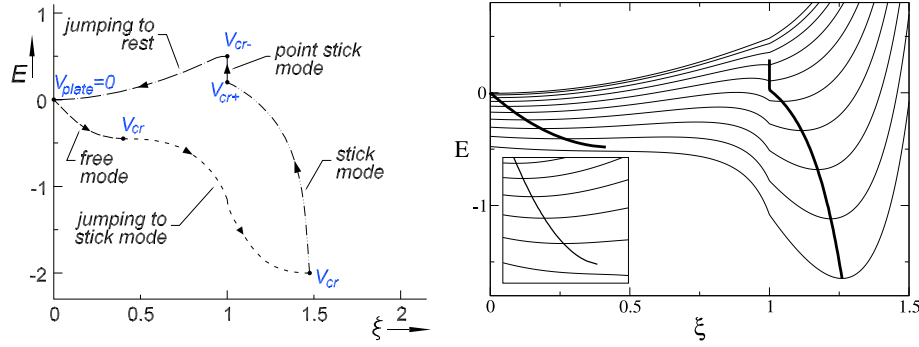 1
jumping to
rest
V_cr-
E
point stick
mode
V_plate=0
V_cr+
0
V_cr
free
mode
stick
mode
-1
jumping to
stick mode
-2
V_cr
0
0.5
1.0
1.5
2
ξ
0
E
-1
0
0.5
1
1.5
ξ